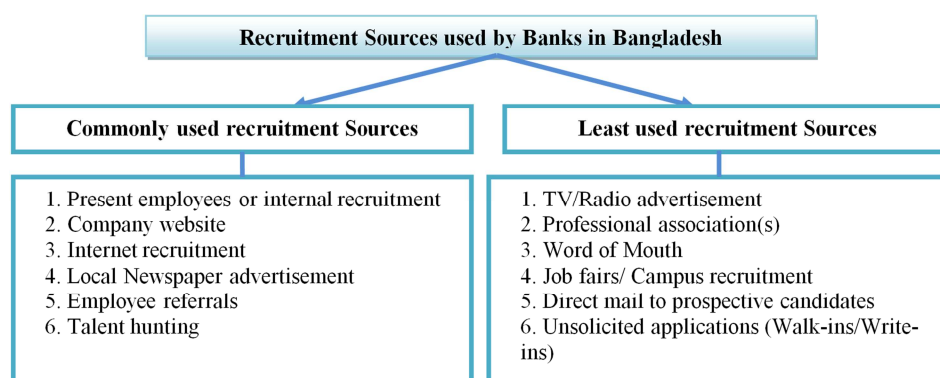 Recruitment Sources used by Banks in Bangladesh
Commonly used recruitment Sources
1. Present employees or internal recruitment
2. Company website
3. Internet recruitment
4. Local Newspaper advertisement
5. Employee referrals
6. Talent hunting
Least used recruitment Sources
1. TV/Radio advertisement
2. Professional association(s)
3. Word of Mouth
4. Job fairs/ Campus recruitment
5. Direct mail to prospective candidates
6. Unsolicited applications (Walk-ins/Write-
ins)